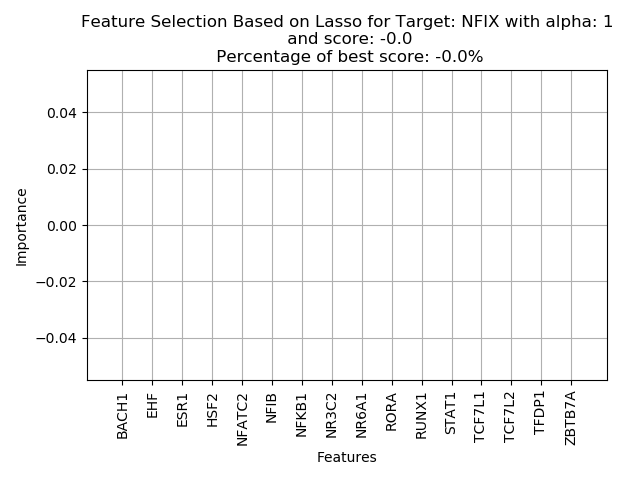 Feature Selection Based on Lasso for Target: NFIX with alpha: 1
and score: -0.0
Percentage of best score: -0.0%
Importance
0.04
0.02
0.00
−0.02
−0.04
BACH1
EHF
ESR1
HSF2
NFATC2
NFIB
NFKB1
NR3C2
NR6A1
RORA
RUNX1
STAT1
TCF7L1
TCF7L2
TFDP1
ZBTB7A
Features